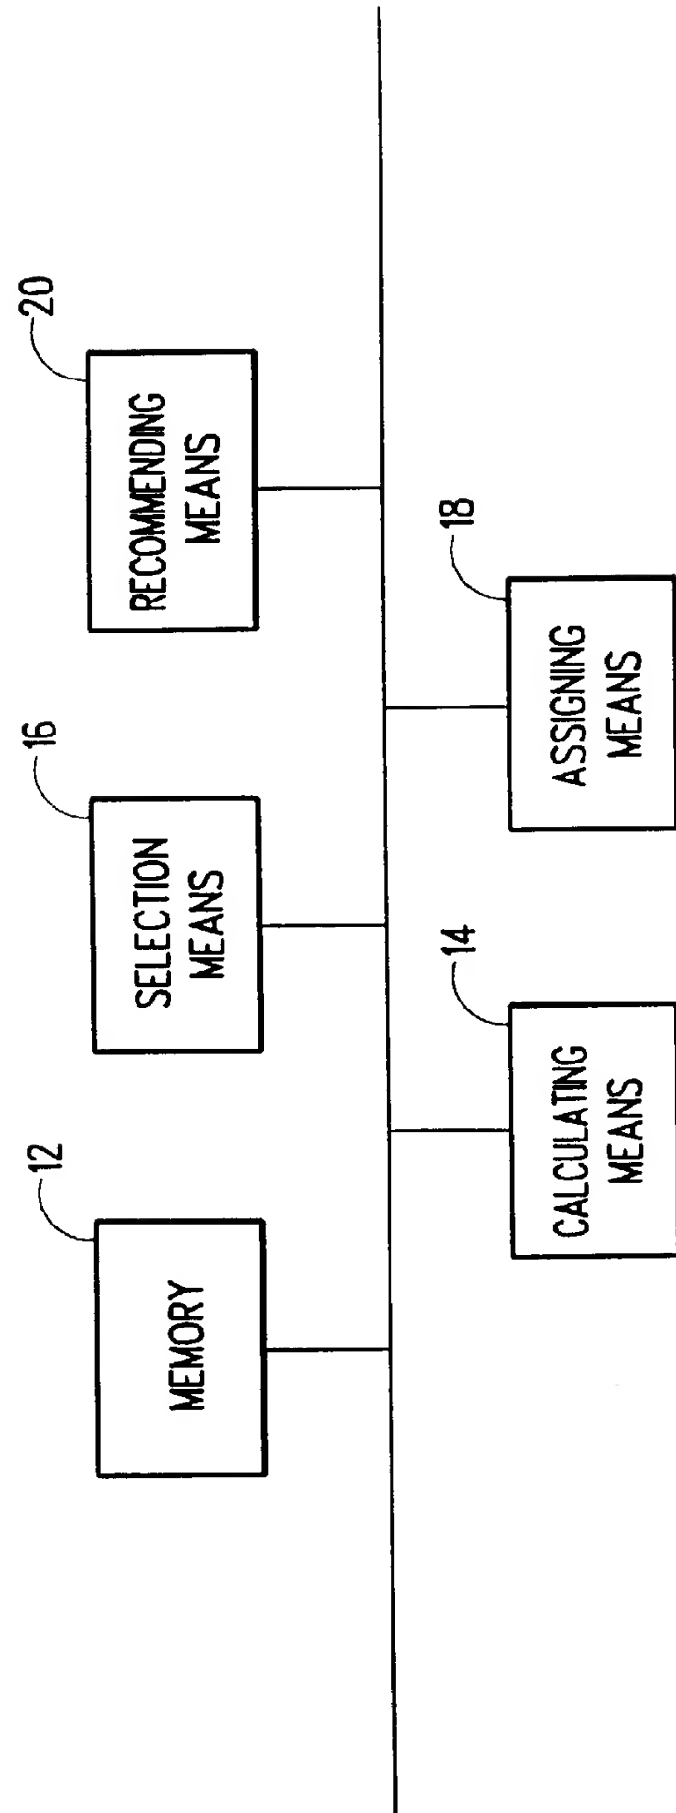 12
MEMORY
16
SELECTION
MEANS
20
RECOMMENDING
MEANS
14
CALCULATING
MEANS
18
ASSIGNING
MEANS